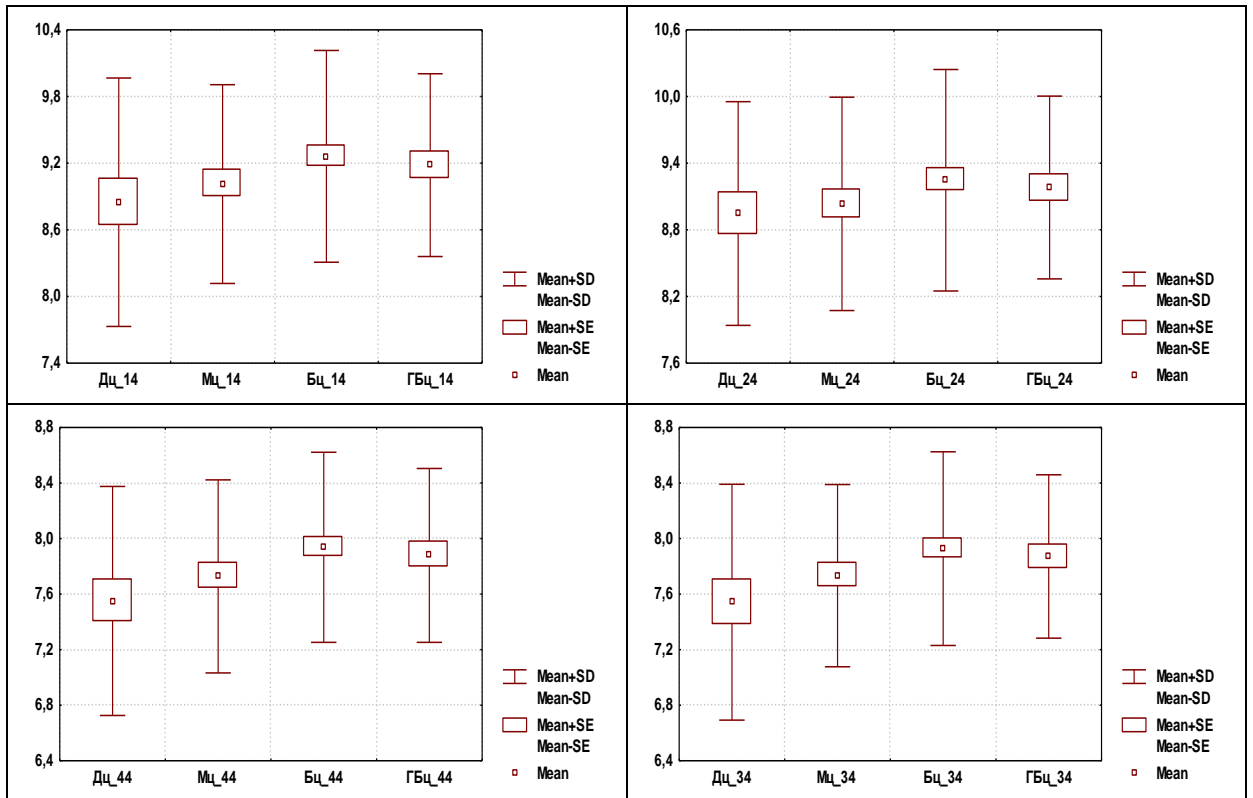 10,4
9,8
9,2
8,6
8,0
7,4
Дц_14 Мц_14 Бц_14 ГБц_14
Mean+SD
Mean-SD
Mean+SE
Mean-SE
Mean
10,6
10,0
9,4
8,8
8,2
7,6
Дц_24 Мц_24 Бц_24 ГБц_24
Mean+SD
Mean-SD
Mean+SE
Mean-SE
Mean
8,8
8,4
8,0
7,6
7,2
6,8
6,4
Дц_44 Мц_44 Бц_44 ГБц_44
Mean+SD
Mean-SD
Mean+SE
Mean-SE
Mean
8,8
8,4
8,0
7,6
7,2
6,8
6,4
Дц_34 Мц_34 Бц_34 ГБц_34
Mean+SD
Mean-SD
Mean+SE
Mean-SE
Mean